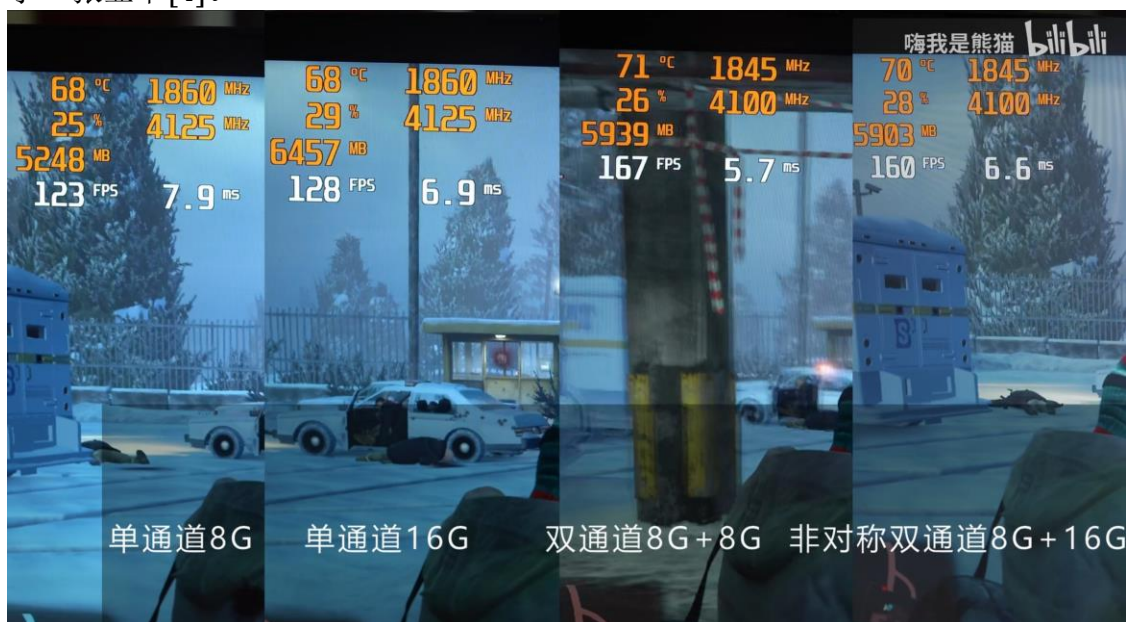 嗨我是熊猫 bilibili
68 °C 1860 MHz
25 % 4125 MHz
5248 MB
123 FPS 7.9 ms
68 °C 1860 MHz
29 % 4125 MHz
6457 MB
128 FPS 6.9 ms
71 °C 1845 MHz
26 % 4100 MHz
5939 MB
167 FPS 5.7 ms
70 °C 1845 MHz
28 % 4100 MHz
5903 MB
160 FPS 6.6 ms
单通道8G 单通道16G 双通道8G+8G 非对称双通道8G+16G